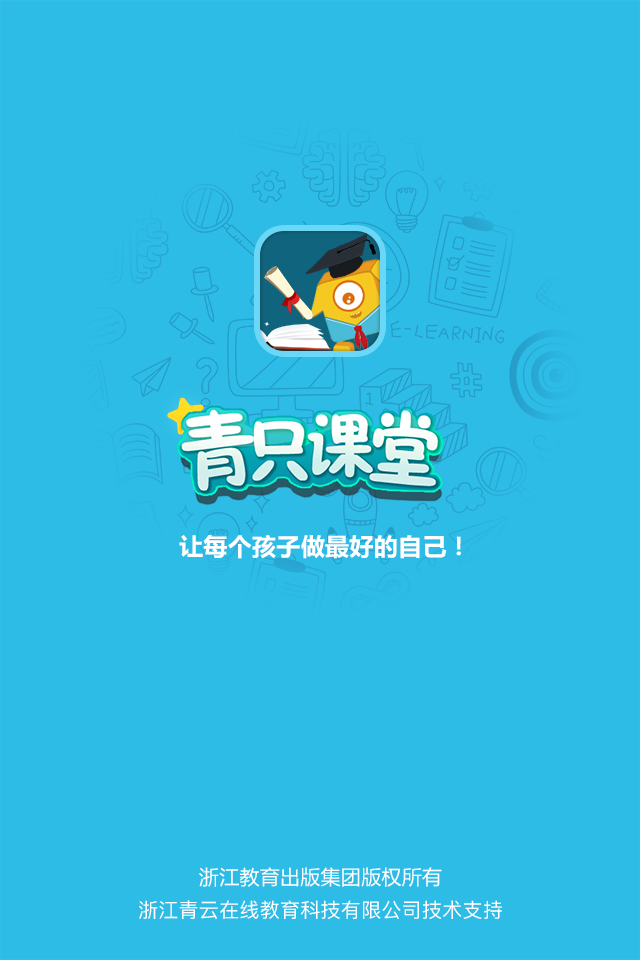 E-LEARNING
1
青只课堂
让每个孩子做最好的自己！
浙江教育出版集团版权所有
浙江青云在线教育科技有限公司技术支持